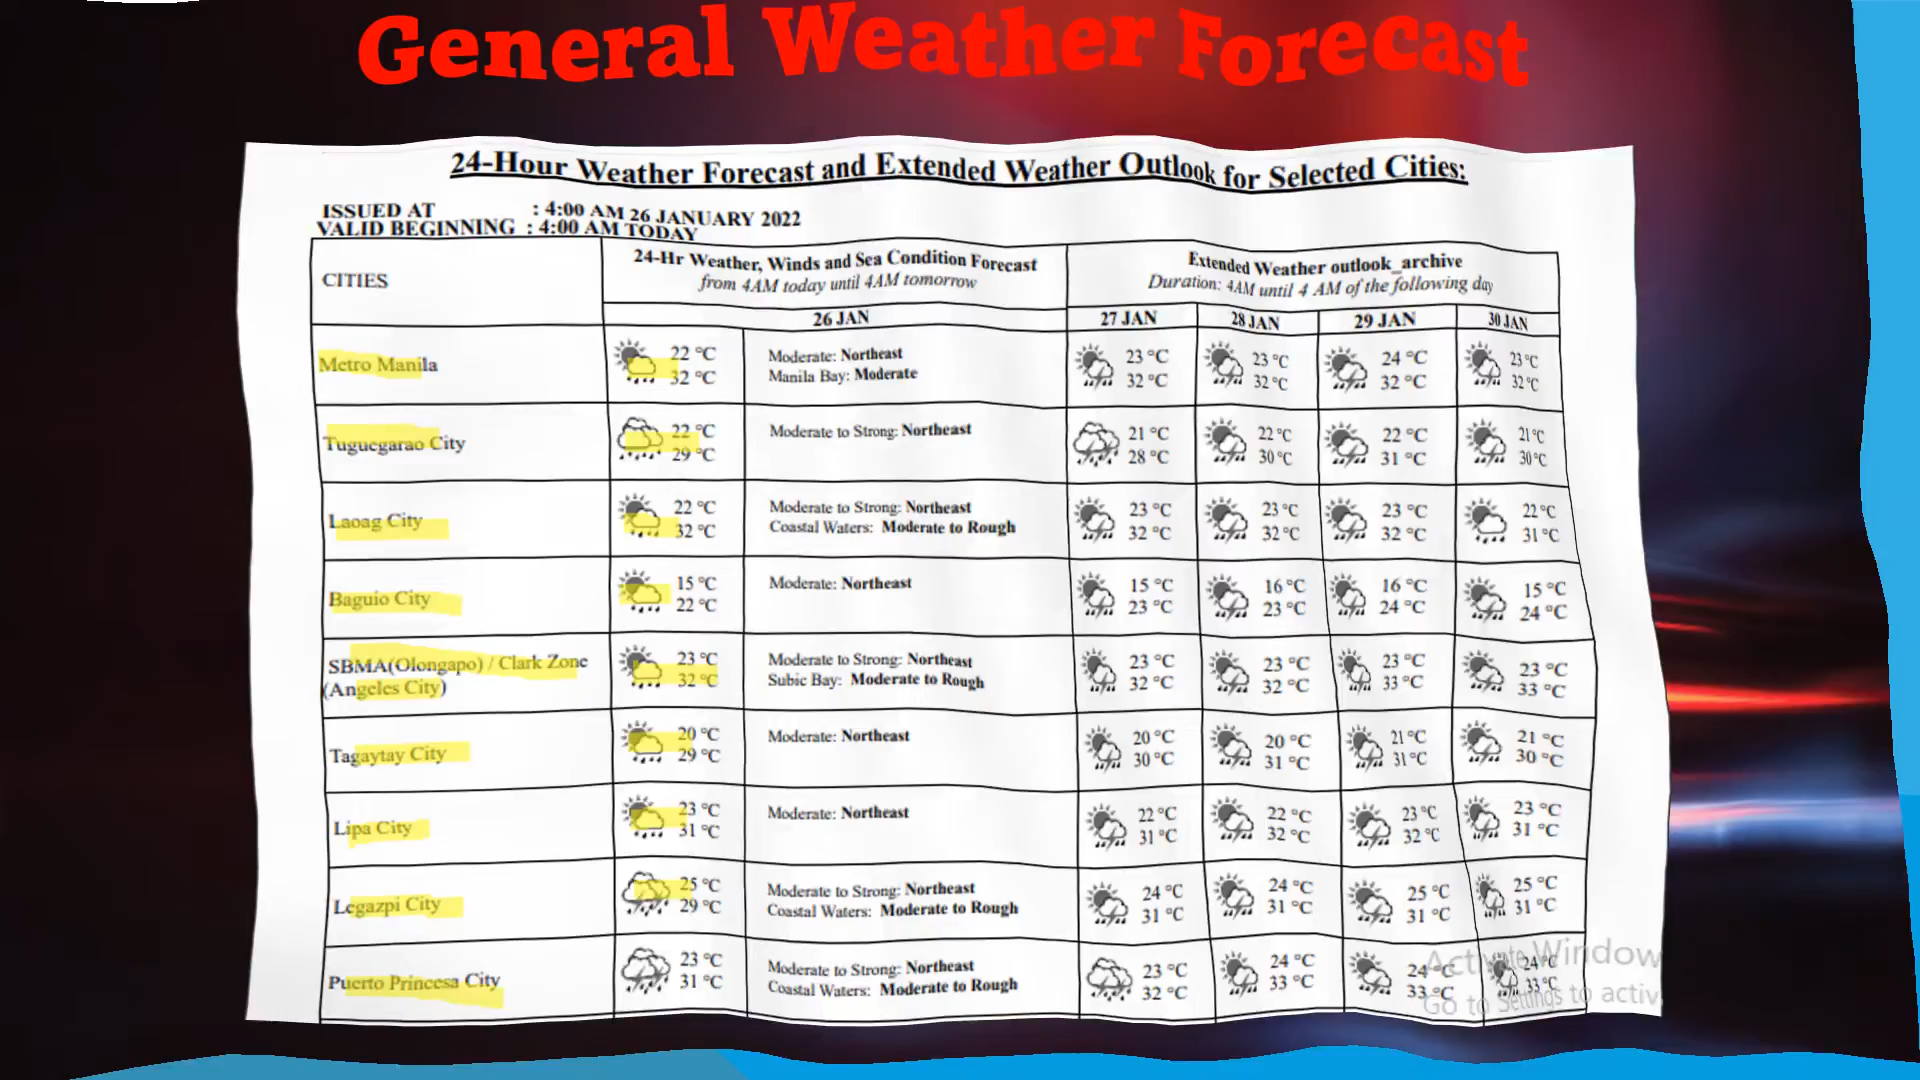 General Weather Forecast
24-Hour Weather Forecast and Extended Weather Outlook for Selected Cities:
ISSUED AT : 4:00 AM 26 JANUARY 2022
VALID BEGINNING : 4:00 AM TODAY
CITIES
24-Hr Weather, Winds and Sea Condition Forecast
from 4AM today until 4AM tomorrow
Extended Weather outlook_archive
Duration: 4AM until 4 AM of the following day
26 JAN 27 JAN 28 JAN 29 JAN 30 JAN
Metro Manila
22 °C Moderate: Northeast 23 °C 23 °C 24 °C 23 °C
32 °C Manila Bay: Moderate 32 °C 32 °C 32 °C 32 °C
Tuguegarao City
22 °C Moderate to Strong: Northeast 21 °C 22 °C 22 °C 21 °C
29 °C 28 °C 30 °C 31 °C 30 °C
Laoag City
22 °C Moderate to Strong: Northeast 23 °C 23 °C 23 °C 22 °C
32 °C Coastal Waters: Moderate to Rough 32 °C 32 °C 32 °C 31 °C
Baguio City
15 °C Moderate: Northeast 15 °C 16 °C 16 °C 15 °C
22 °C 23 °C 23 °C 24 °C 24 °C
SBMA(Olongapo) / Clark Zone
(Angeles City)
23 °C Moderate to Strong: Northeast 23 °C 23 °C 23 °C 23 °C
32 °C Subic Bay: Moderate to Rough 32 °C 32 °C 33 °C 33 °C
Tagaytay City
20 °C Moderate: Northeast 20 °C 20 °C 21 °C 21 °C
29 °C 30 °C 31 °C 31 °C 30 °C
Lipa City
23 °C Moderate: Northeast 22 °C 22 °C 23 °C 23 °C
31 °C 31 °C 32 °C 32 °C 31 °C
Legazpi City
25 °C Moderate to Strong: Northeast 24 °C 24 °C 25 °C 25 °C
29 °C Coastal Waters: Moderate to Rough 31 °C 31 °C 31 °C 31 °C
Puerto Princesa City
23 °C Moderate to Strong: Northeast 23 °C 24 °C 24 °C 24 °C
31 °C Coastal Waters: Moderate to Rough 32 °C 33 °C 33 °C 33 °C
Activate Window
Go to Settings to activ